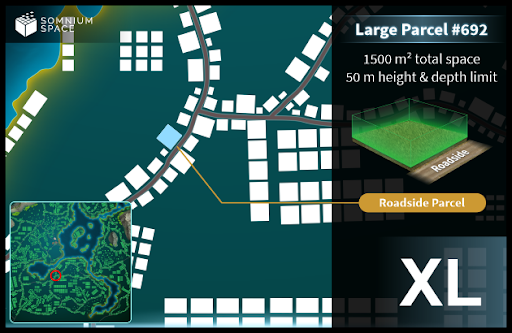 SOMNIUM
SPACE
Large Parcel #692
1500 m² total space
50 m height & depth limit
Roadside
Roadside Parcel
XL